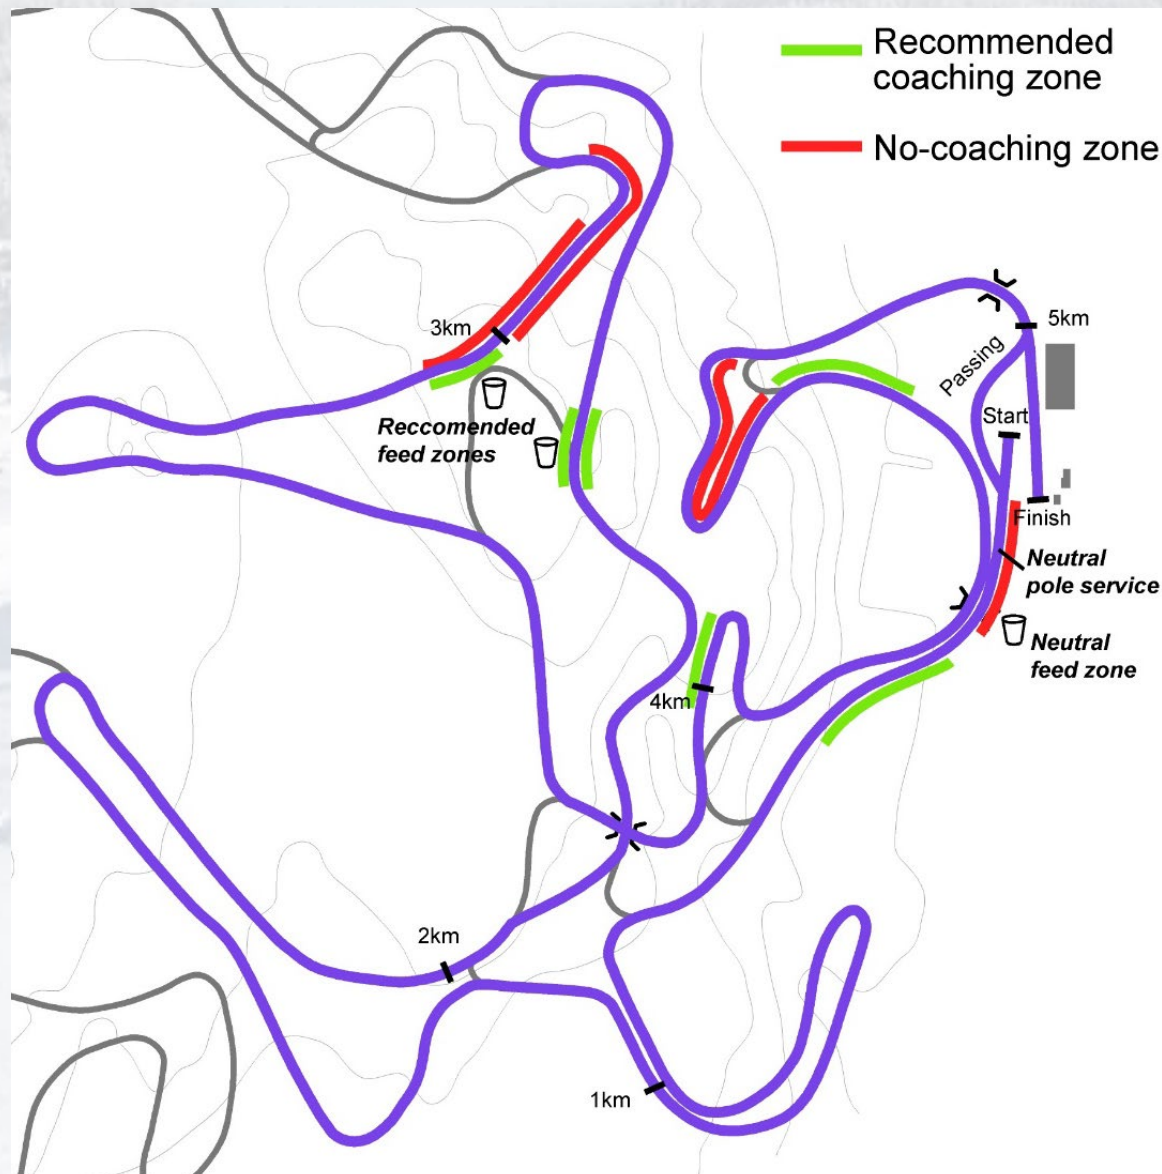 Recommended
coaching zone
No-coaching zone
3km
5km
Passing
Start
Reccomended
feed zones
Finish
Neutral
pole service
Neutral
feed zone
4km
2km
1km